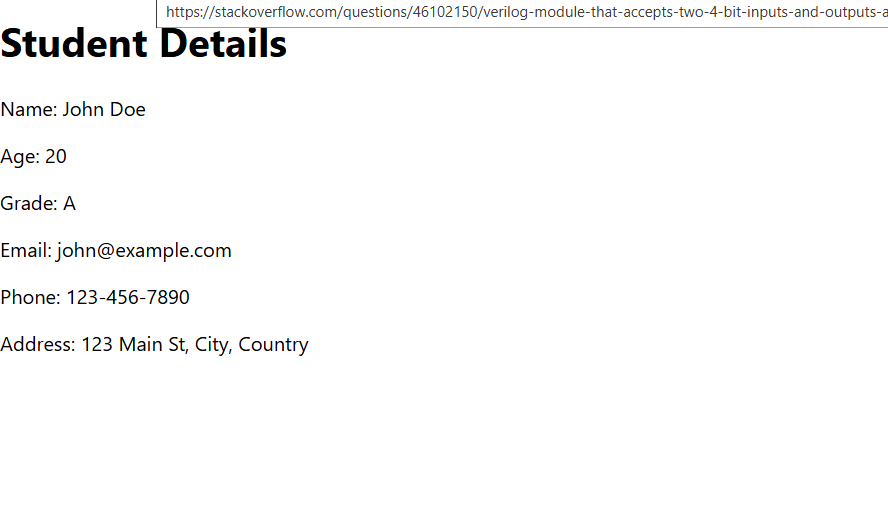 https://stackoverflow.com/questions/46102150/verilog-module-that-accepts-two-4-bit-inputs-and-outputs-a
Student Details
Name: John Doe
Age: 20
Grade: A
Email: john@example.com
Phone: 123-456-7890
Address: 123 Main St, City, Country